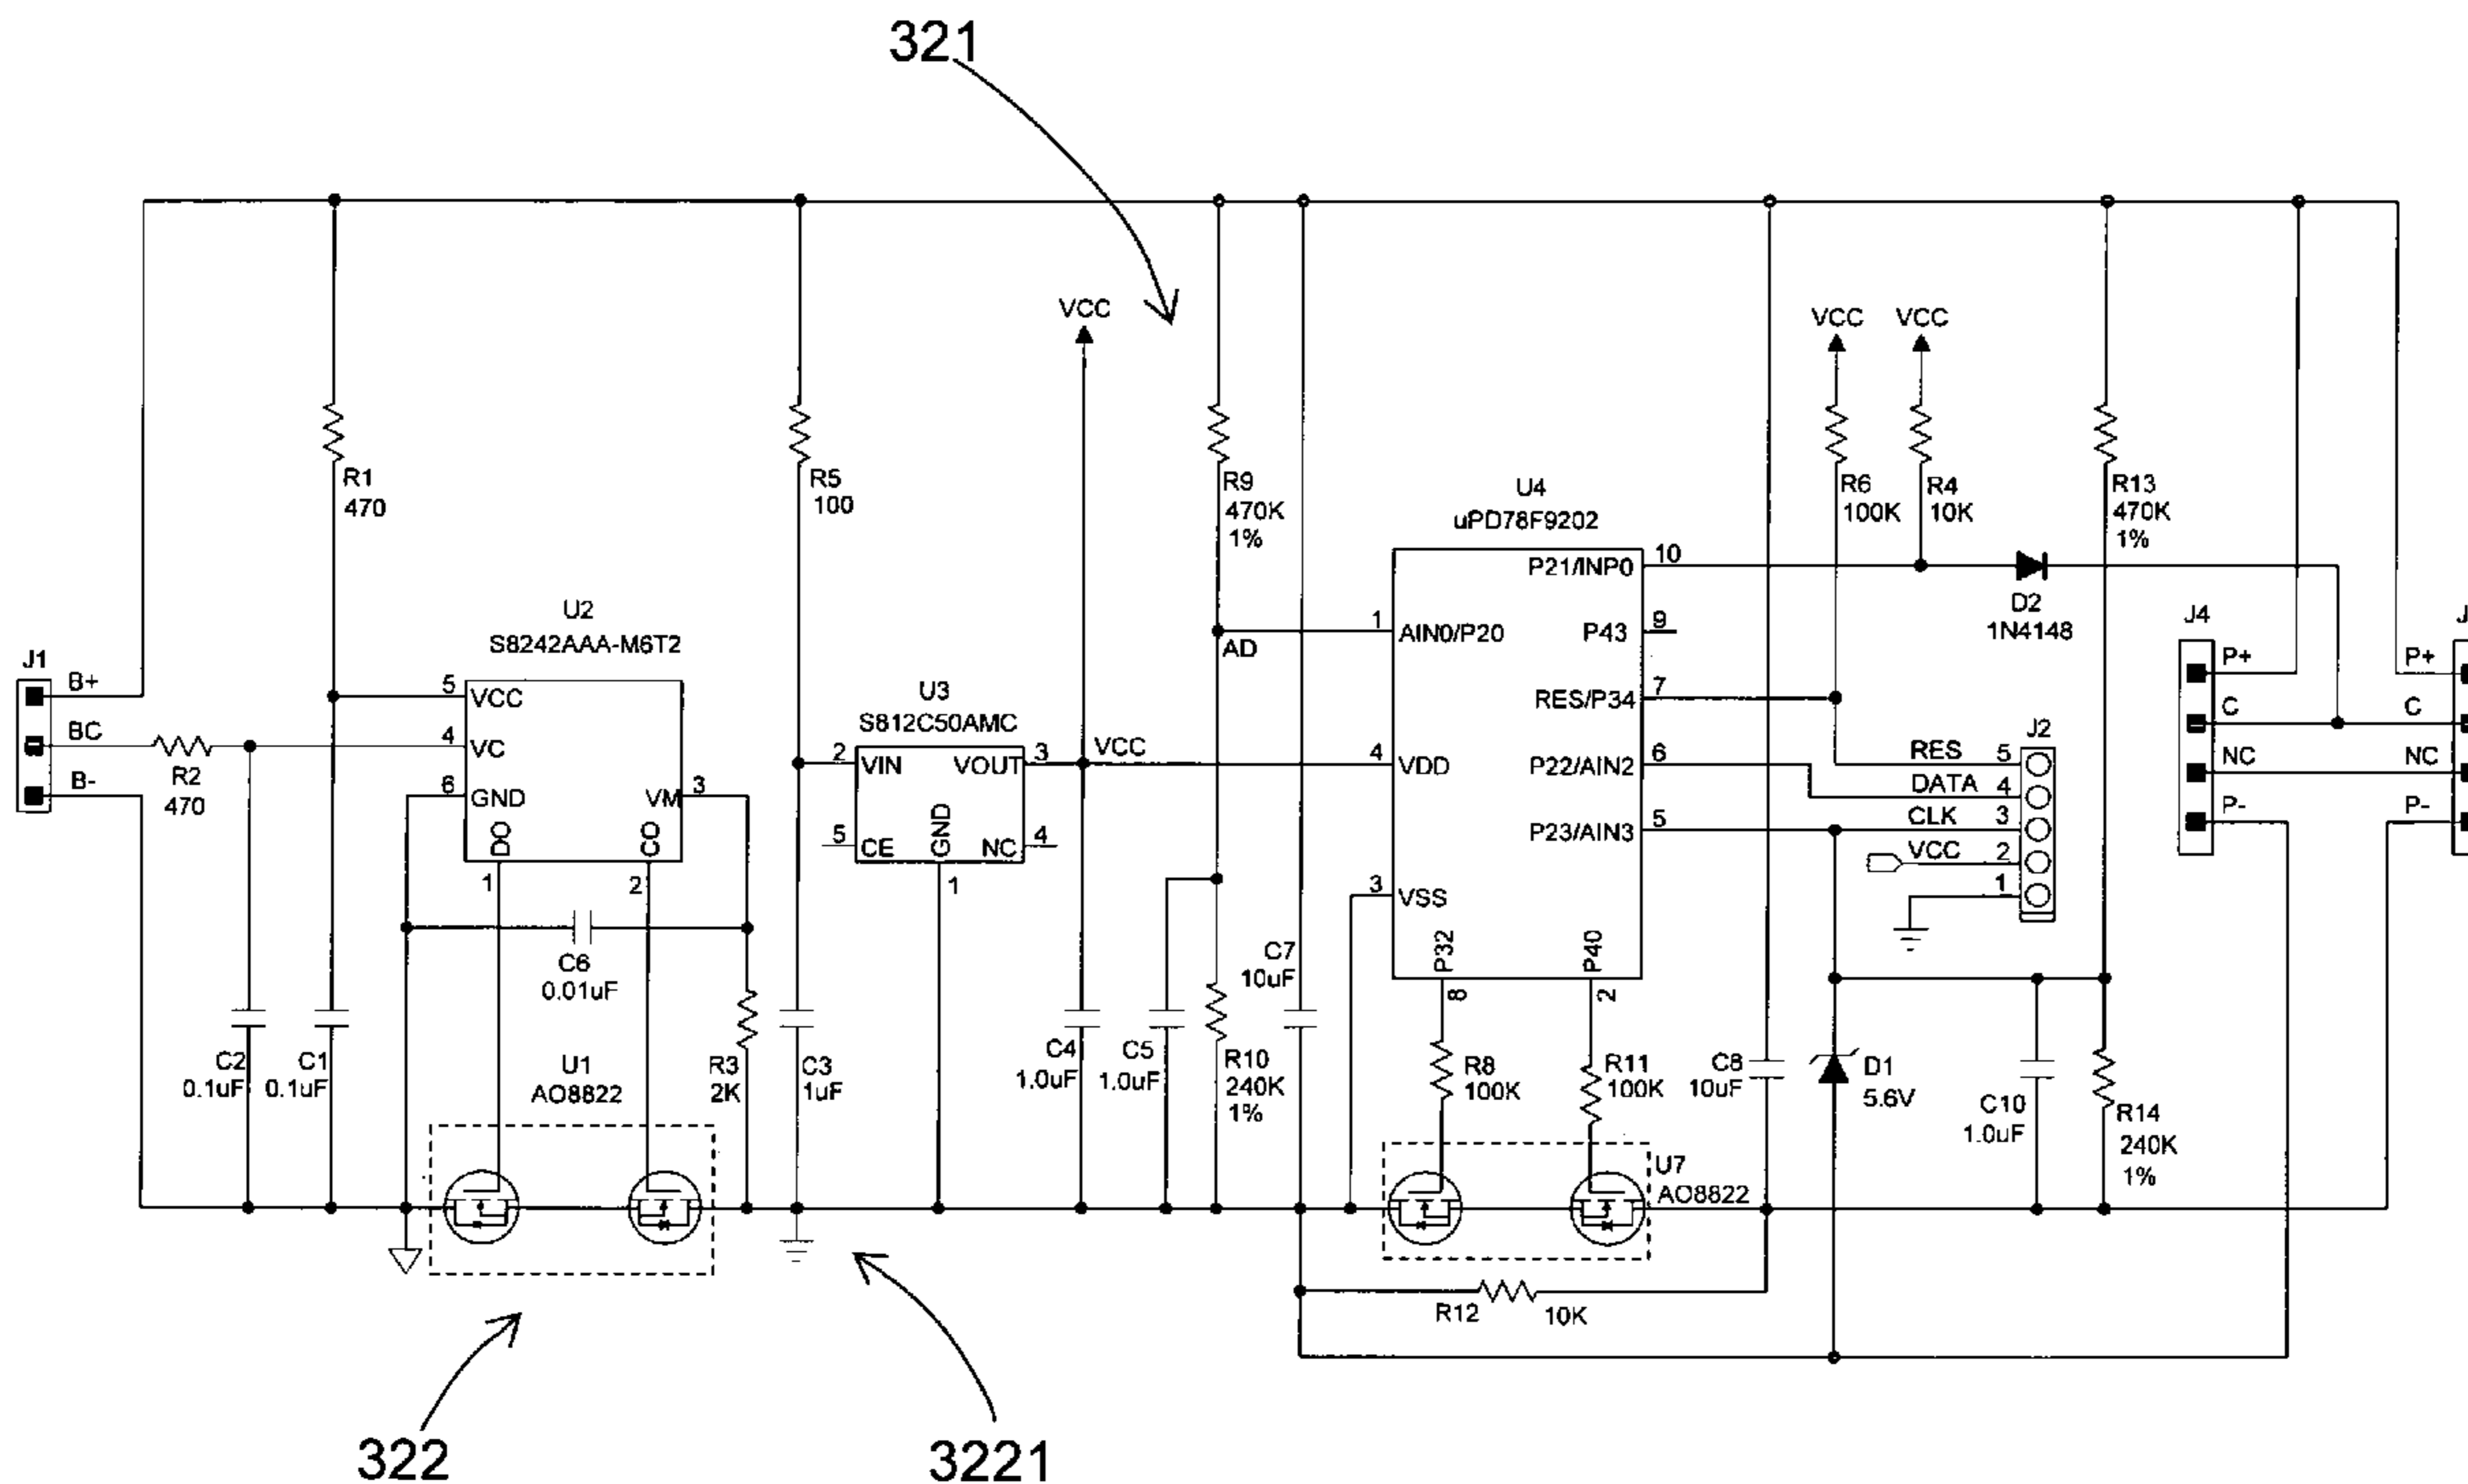 321
VCC
VCC
VCC
R1
470
R5
100
R9
470K
1%
U4
uPD78F9202
R6
100K
R4
10K
R13
470K
1%
P21/INP0
10
D2
1N4148
1
AIN0/P20
P43
9
AD
RES/P34
7
U2
S8242AAA-M6T2
J1
B+
BC
B-
R2
470
5
VCC
4
VC
6
GND
VM
3
DO
CO
1
2
U3
S812C50AMC
2
VIN
VOUT
3
VCC
5
CE
GND
NC
4
1
4
VDD
P22/AIN2
6
P23/AIN3
5
3
VSS
P32
P40
8
2
J2
RES
5
DATA
4
CLK
3
VCC
2
1
J4
P+
C
NC
P-
J
P+
C
NC
P-
C6
0.01uF
C7
10uF
C2
0.1uF
C1
0.1uF
U1
AO8822
R3
2K
C3
1uF
C4
1.0uF
C5
1.0uF
R10
240K
1%
R8
100K
R11
100K
C8
10uF
D1
5.6V
C10
1.0uF
R14
240K
1%
U7
AO8822
R12
10K
322
3221